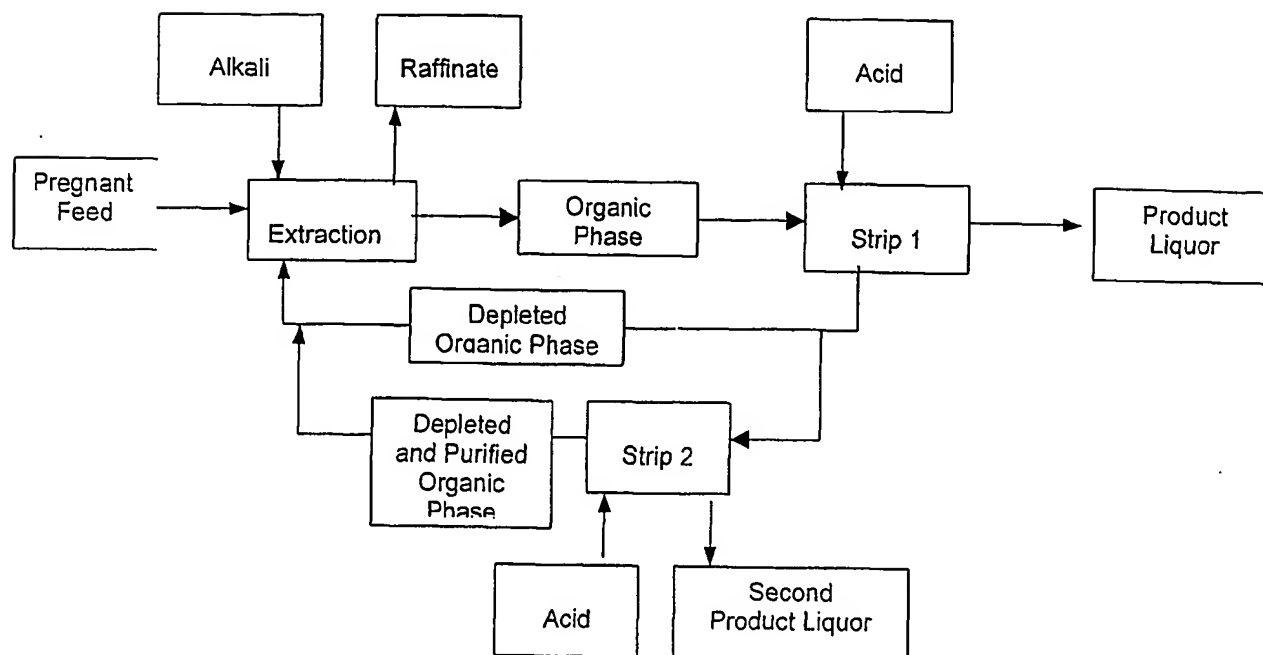 Alkali
Raffinate
Acid
Pregnant
Feed
Extraction
Organic
Phase
Strip 1
Product
Liquor
Depleted
Organic Phase
Depleted
and Purified
Organic
Phase
Strip 2
Acid
Second
Product Liquor